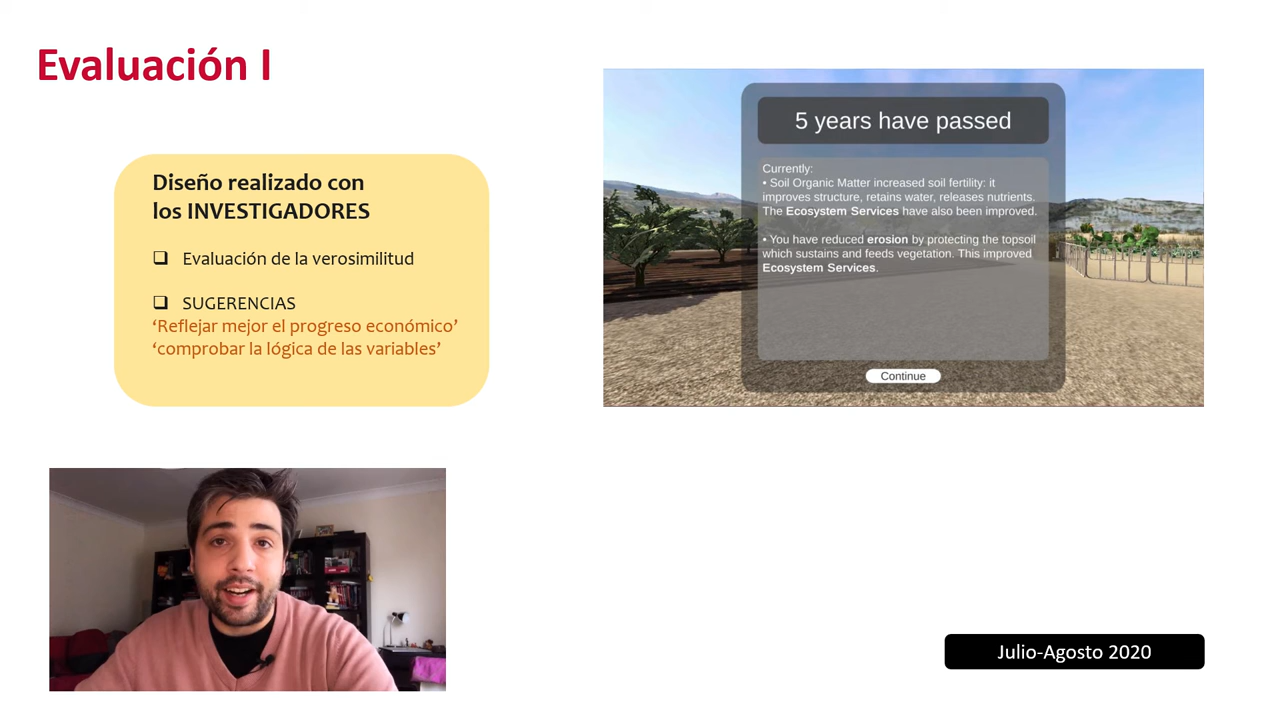 Evaluación I
Diseño realizado con
los INVESTIGADORES
❑ Evaluación de la verosimilitud
❑ SUGERENCIAS
‘Reflejar mejor el progreso económico’
‘comprobar la lógica de las variables’
5 years have passed
Currently:
• Soil Organic Matter increased soil fertility: it
improves structure, retains water, releases nutrients.
The Ecosystem Services have also been improved.
• You have reduced erosion by protecting the topsoil
which sustains and feeds vegetation. This improved
Ecosystem Services.
Continue
Julio-Agosto 2020